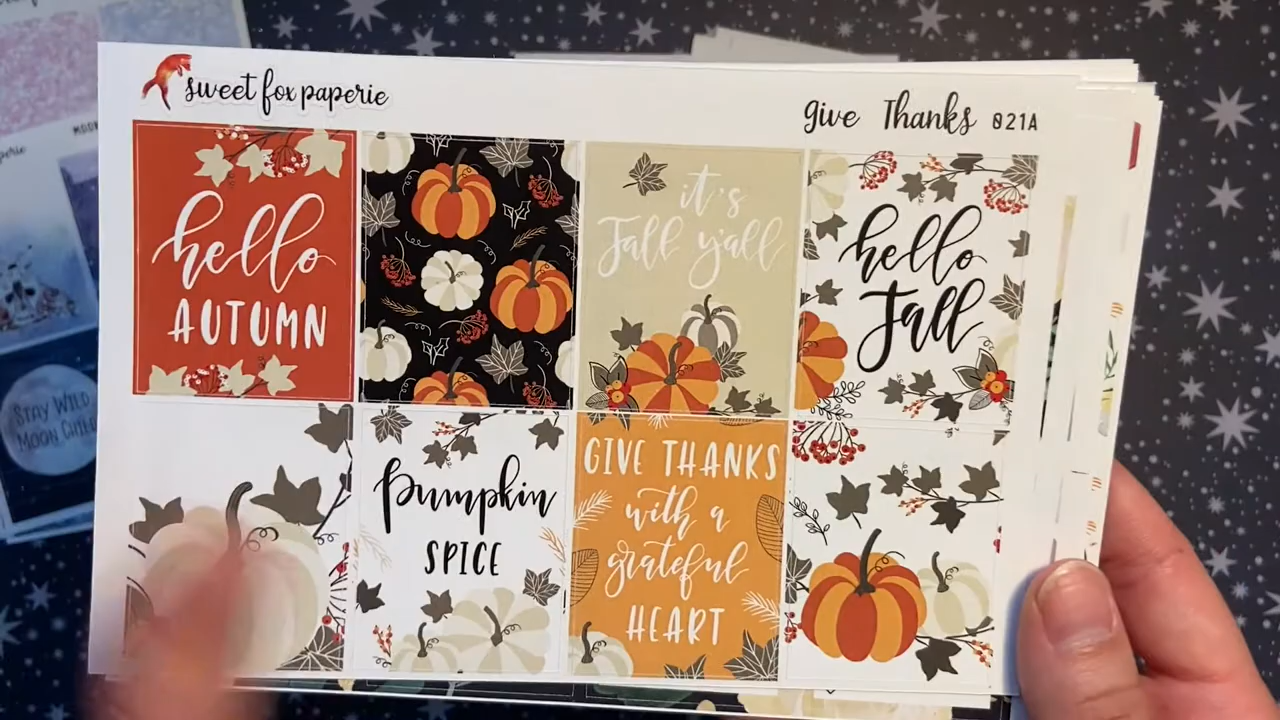 sweet fox paperie
Give Thanks 021A
hello
AUTUMN
it's
Fall y'all
hello
Fall
pumpkin
SPICE
GIVE THANKS
with a
grateful
HEART
STAY WILD
MOON CHILD